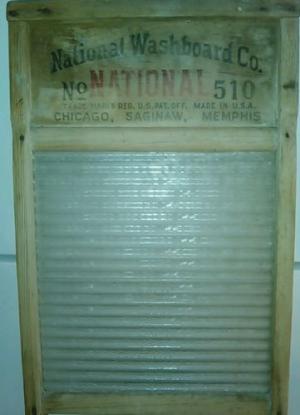 National Washboard Co.
No NATIONAL 510
TRADE MARK REG. U.S. PAT. OFF. MADE IN U.S.A.
CHICAGO, SAGINAW, MEMPHIS